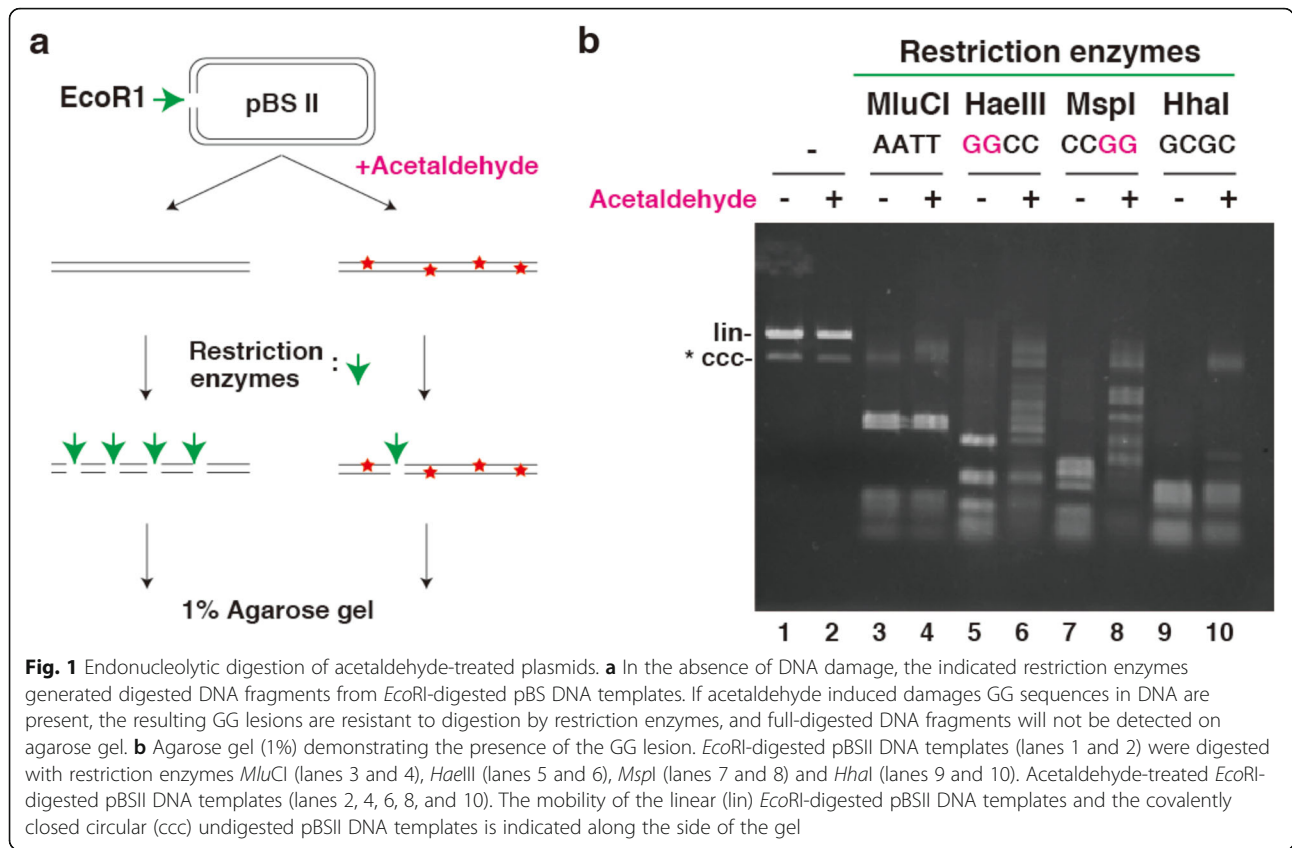 a
EcoR1
pBS II
+Acetaldehyde
Restriction
enzymes :
1% Agarose gel
b
Restriction enzymes
- MluCI HaeIII MspI HhaI
AATT GGCC CCGG GCGC
Acetaldehyde - + - + - + - + - +
lin-
* ccc-
1 2 3 4 5 6 7 8 9 10
Fig. 1 Endonucleolytic digestion of acetaldehyde-treated plasmids. a In the absence of DNA damage, the indicated restriction enzymes
generated digested DNA fragments from EcoRI-digested pBS DNA templates. If acetaldehyde induced damages GG sequences in DNA are
present, the resulting GG lesions are resistant to digestion by restriction enzymes, and full-digested DNA fragments will not be detected on
agarose gel. b Agarose gel (1%) demonstrating the presence of the GG lesion. EcoRI-digested pBSII DNA templates (lanes 1 and 2) were digested
with restriction enzymes MluCI (lanes 3 and 4), HaeIII (lanes 5 and 6), MspI (lanes 7 and 8) and HhaI (lanes 9 and 10). Acetaldehyde-treated EcoRI-
digested pBSII DNA templates (lanes 2, 4, 6, 8, and 10). The mobility of the linear (lin) EcoRI-digested pBSII DNA templates and the covalently
closed circular (ccc) undigested pBSII DNA templates is indicated along the side of the gel